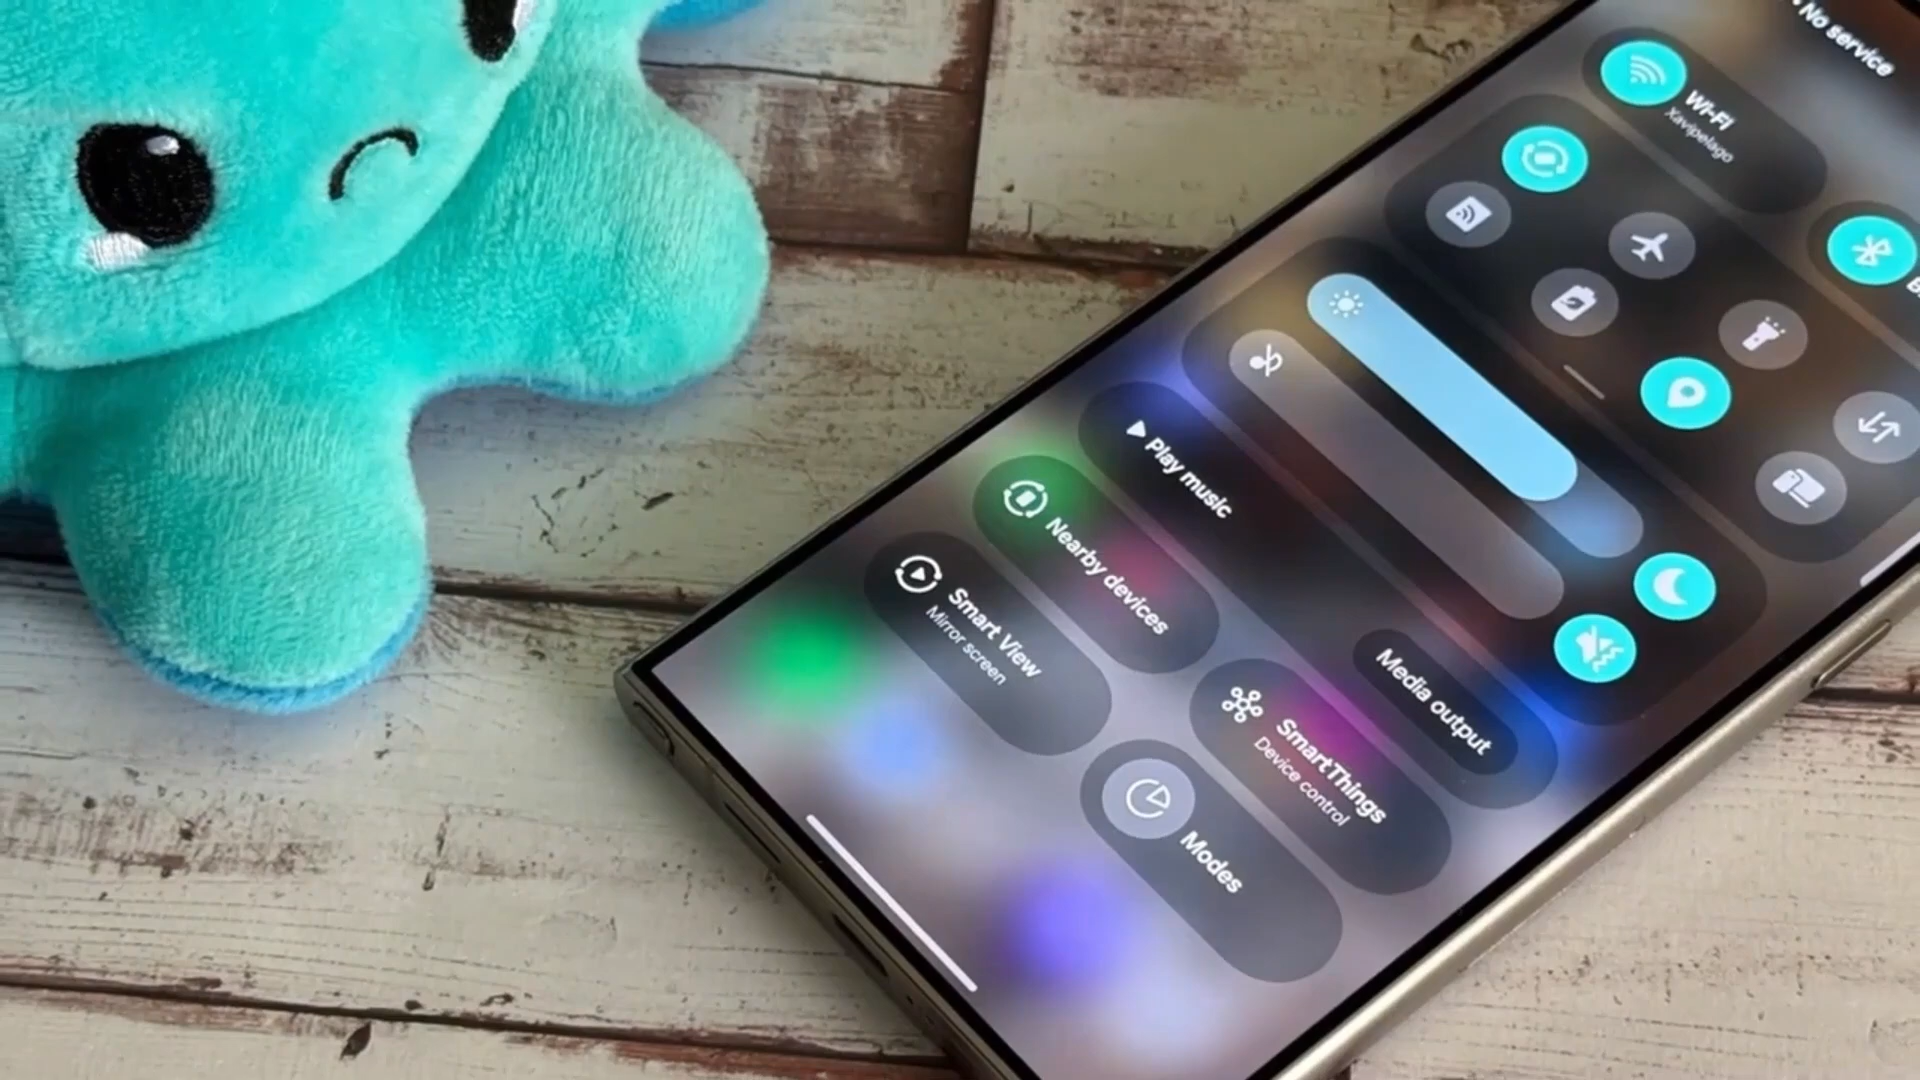 No service
Wi-Fi
Xavipelago
Play music
Media output
Nearby devices
SmartThings
Device control
Smart View
Mirror screen
Modes